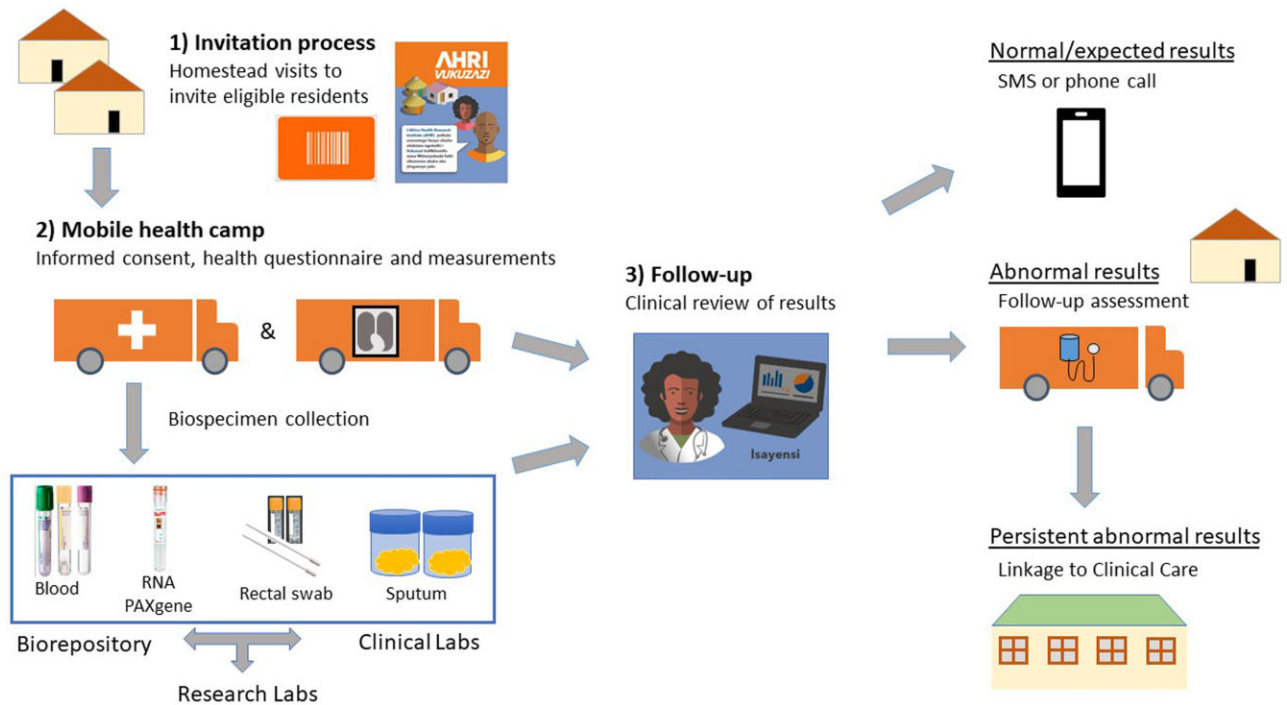 1) Invitation process
Homestead visits to
invite eligible residents
AHRI
VUKUZAZI
2) Mobile health camp
Informed consent, health questionnaire and measurements
&
Biospecimen collection
Blood
RNA
PAXgene
Rectal swab
Sputum
Biorepository
Clinical Labs
Research Labs
3) Follow-up
Clinical review of results
Isayensi
Normal/expected results
SMS or phone call
Abnormal results
Follow-up assessment
Persistent abnormal results
Linkage to Clinical Care